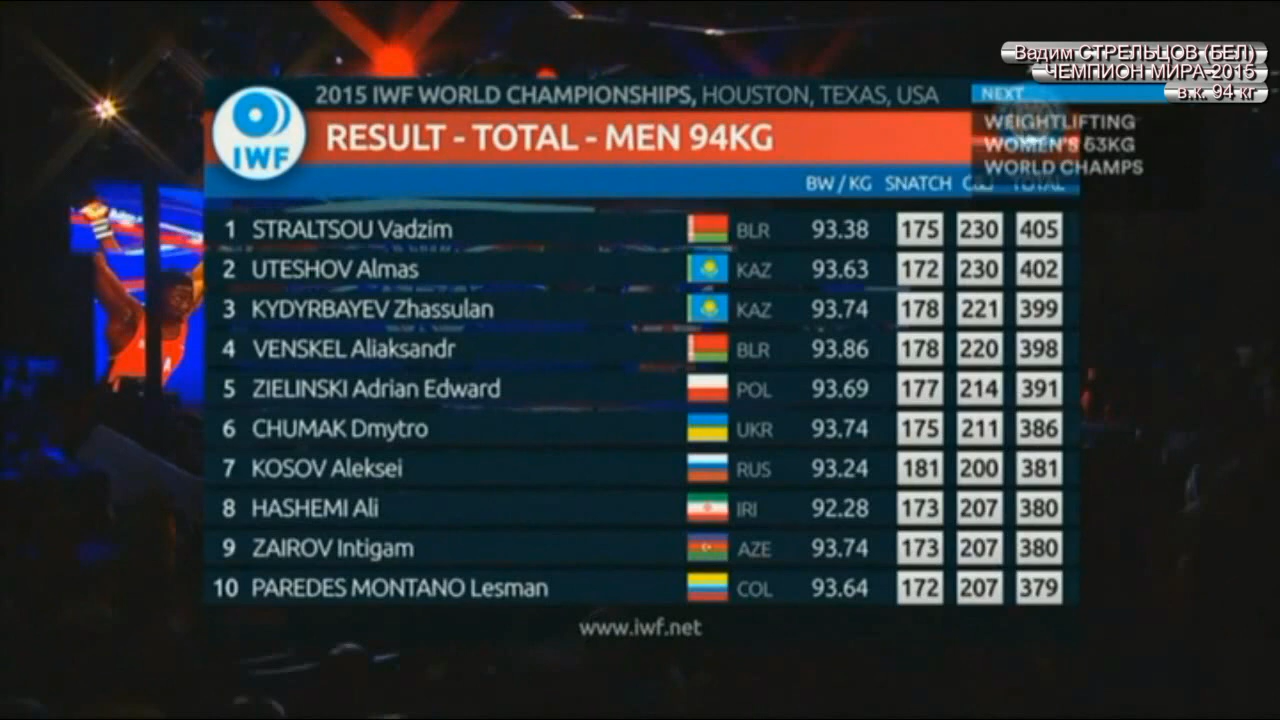 Вадим СТРЕЛЬЦОВ (БЕЛ)
ЧЕМПИОН МИРА-2015
в.к. 94 кг
2015 IWF WORLD CHAMPIONSHIPS, HOUSTON, TEXAS, USA
NEXT
WEIGHTLIFTING
WOMEN'S 63KG
WORLD CHAMPS
IWF
RESULT - TOTAL - MEN 94KG
BW / KG SNATCH C&J TOTAL
1 STRALTSOU Vadzim BLR 93.38 175 230 405
2 UTESHOV Almas KAZ 93.63 172 230 402
3 KYDYRBAYEV Zhassulan KAZ 93.74 178 221 399
4 VENSKEL Aliaksandr BLR 93.86 178 220 398
5 ZIELINSKI Adrian Edward POL 93.69 177 214 391
6 CHUMAK Dmytro UKR 93.74 175 211 386
7 KOSOV Aleksei RUS 93.24 181 200 381
8 HASHEMI Ali IRI 92.28 173 207 380
9 ZAIROV Intigam AZE 93.74 173 207 380
10 PAREDES MONTANO Lesman COL 93.64 172 207 379
www.iwf.net